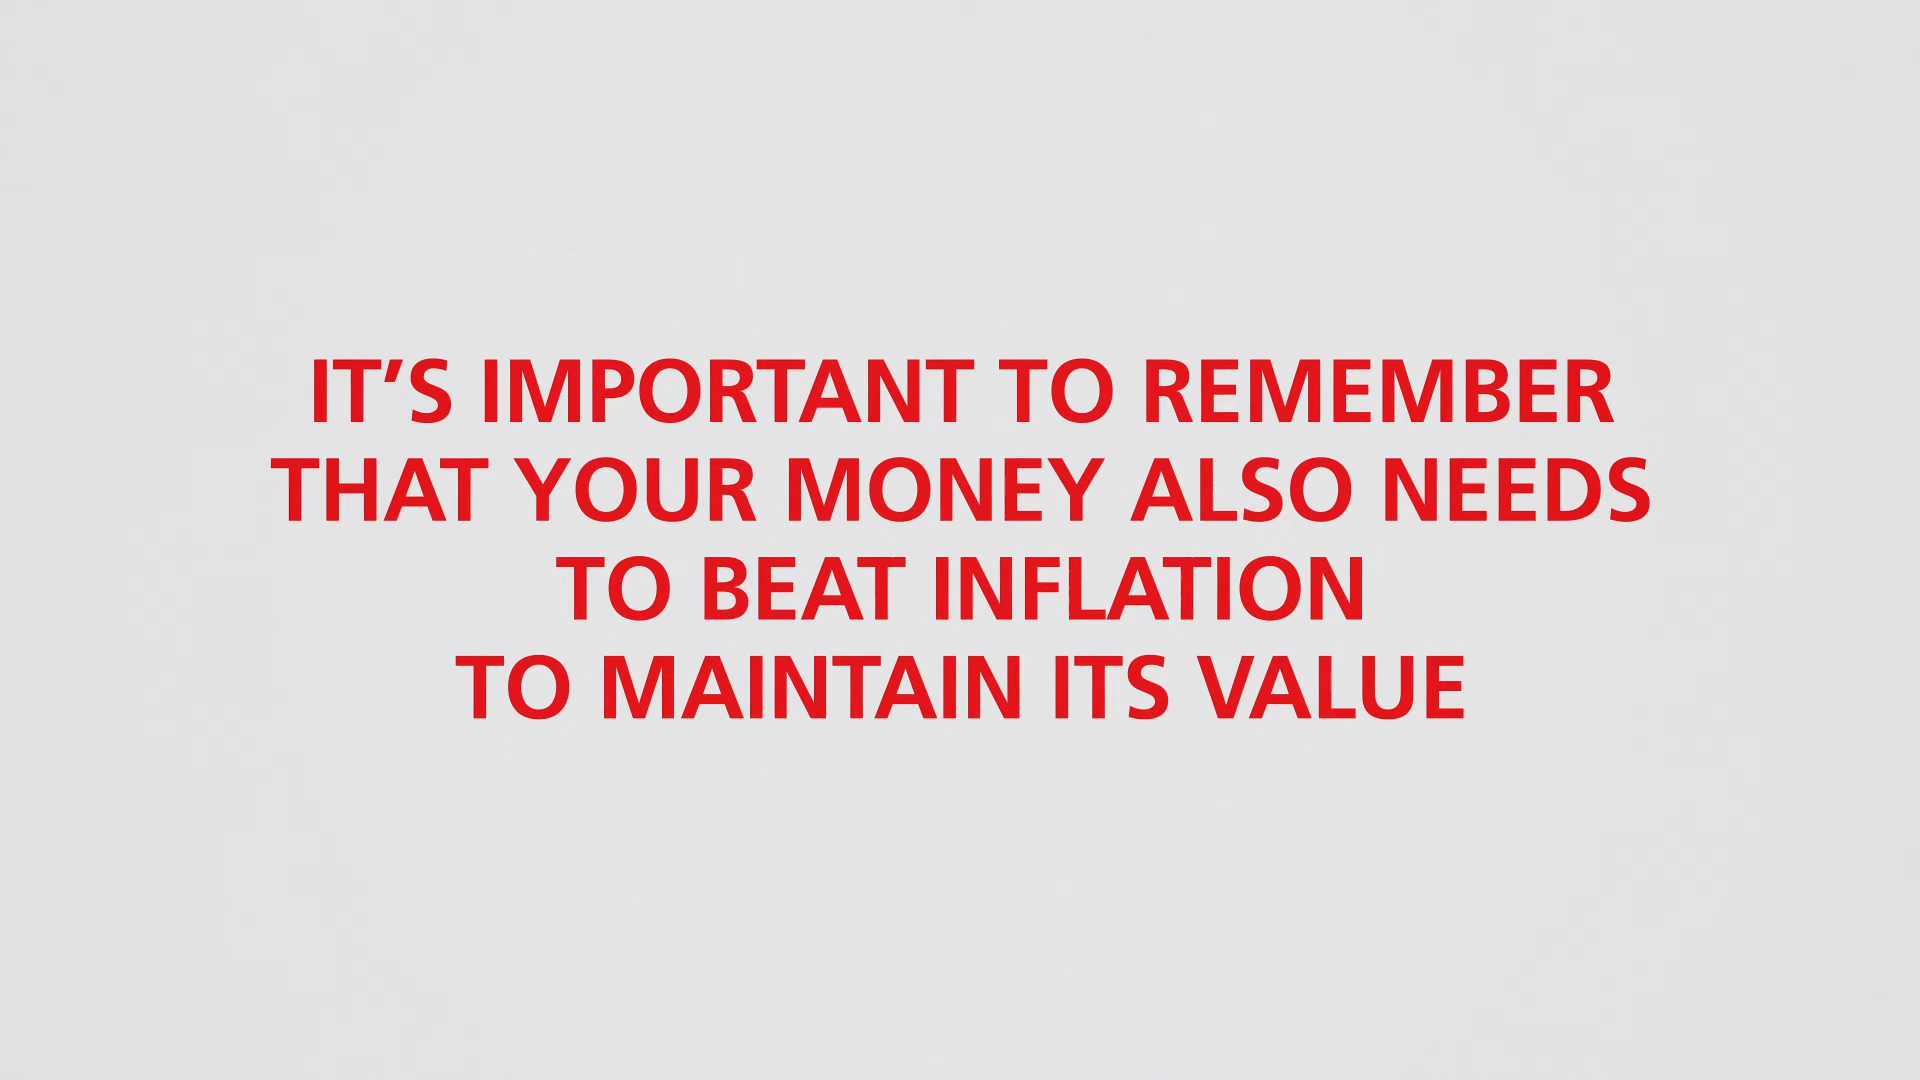 IT’S IMPORTANT TO REMEMBER
THAT YOUR MONEY ALSO NEEDS
TO BEAT INFLATION
TO MAINTAIN ITS VALUE